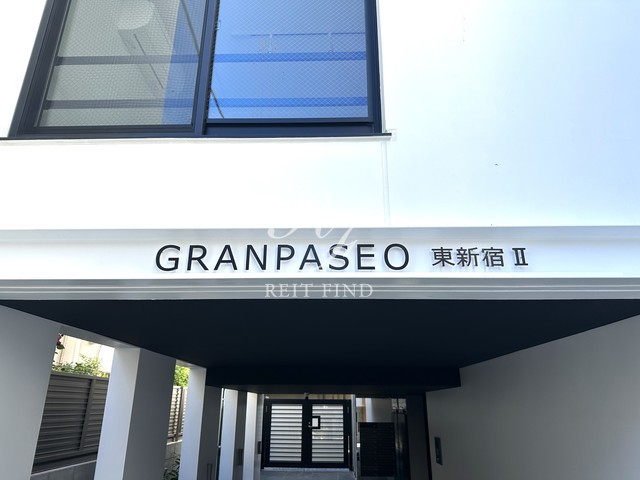 GRANPASEO 東新宿 Ⅱ
REIT FIND